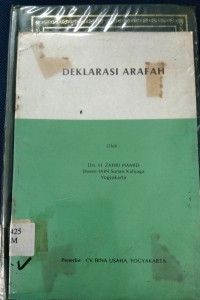 DEKLARASI ARAFAH
Oleh :
Drs. H. ZAHRI HAMID
Dosen IAIN Sunan Kalijaga
Yogyakarta
425
M
Penerbit : CV. BINA USAHA, YOGYAKARTA.